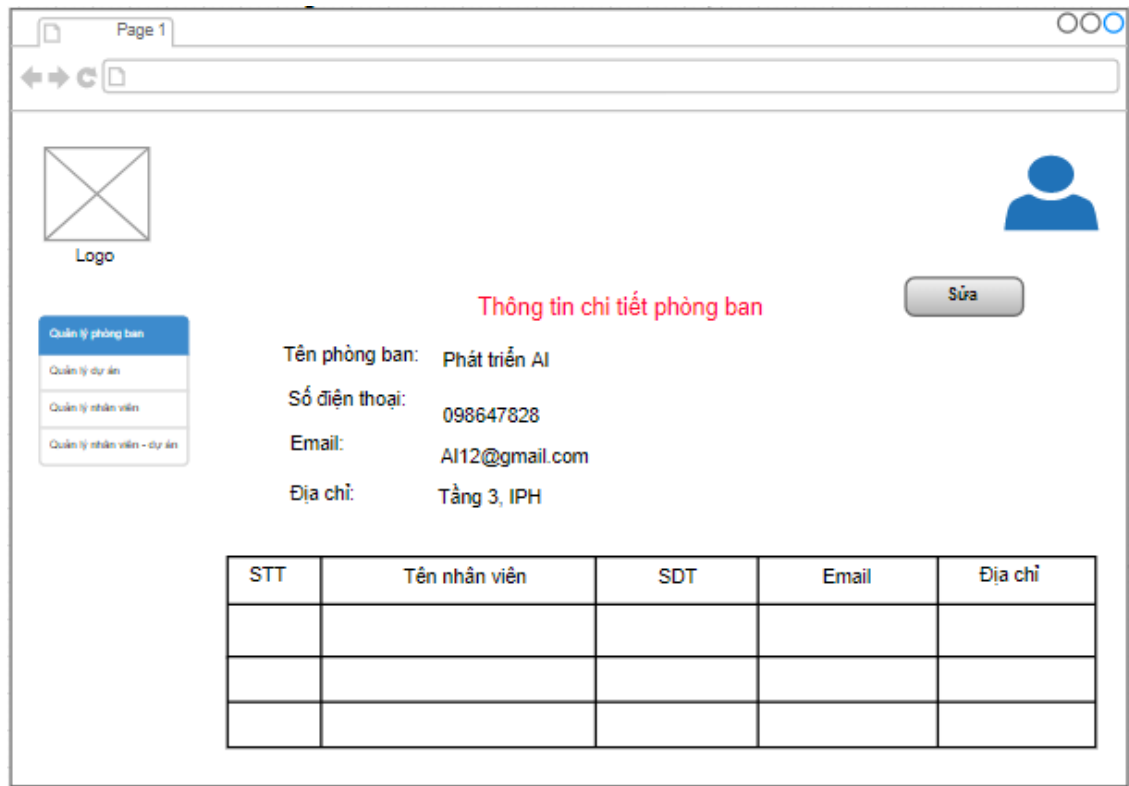 Page 1
Logo
Thông tin chi tiết phòng ban
Sửa
Quản lý phòng ban
Quản lý dự án
Quản lý nhân viên
Quản lý nhân viên - dự án
Tên phòng ban: Phát triển AI
Số điện thoại: 098647828
Email: AI12@gmail.com
Địa chỉ: Tầng 3, IPH
STT Tên nhân viên SDT Email Địa chỉ